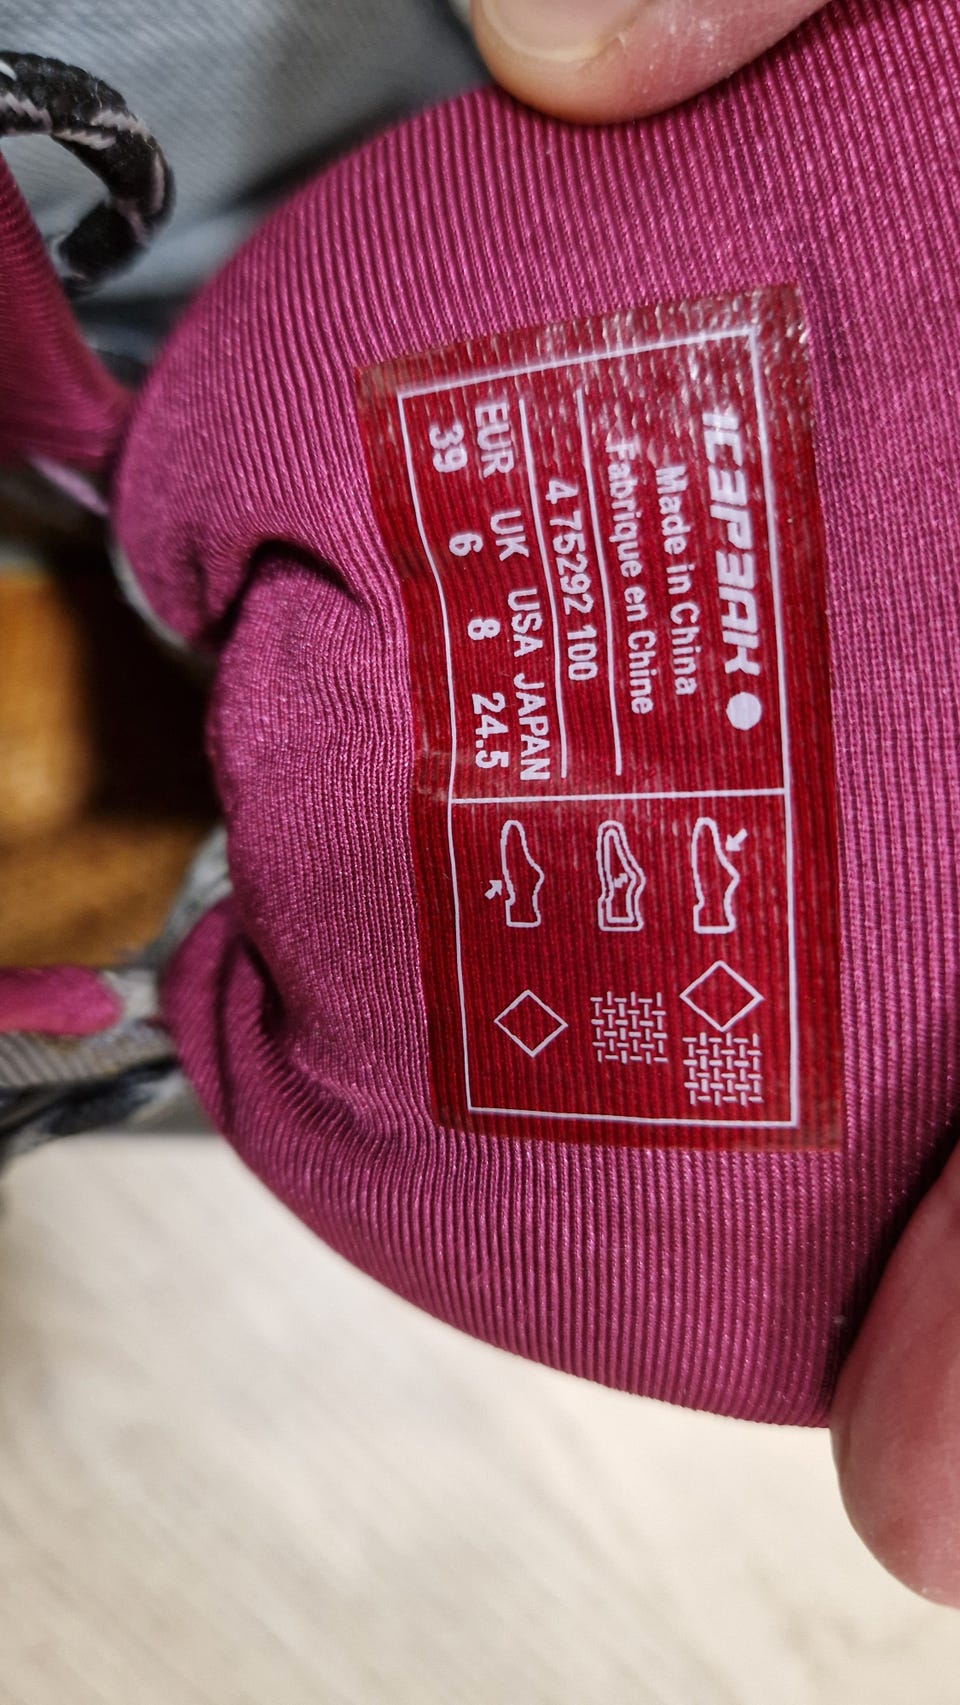 ICEPEAK
Made in China
Fabrique en Chine
4 75292 100
EUR UK USA JAPAN
39 6 8 24.5